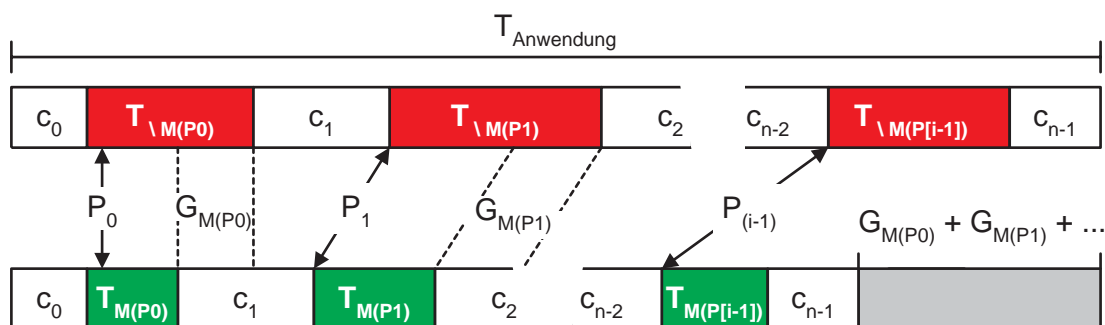 T_Anwendung
c_0 T_\M(P0) c_1 T_\M(P1) c_2 c_n-2 T_\M(P[i-1]) c_n-1
P_0 G_M(P0) P_1 G_M(P1) P_(i-1) G_M(P0) + G_M(P1) + ...
c_0 T_M(P0) c_1 T_M(P1) c_2 c_n-2 T_M(P[i-1]) c_n-1